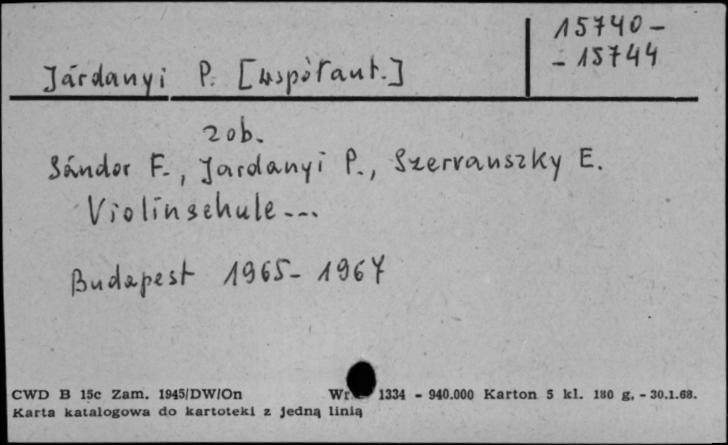 15740-
-15744
Járdanyi P. [współaut.]
zob.
Sándor F., Jardanyi P., Szervanszky E.
Violinschule...
Budapest 1965-1967
CWD B 15c Zam. 1945/DW/On 1334 - 940.000 Karton 5 kl. 180 g. - 30.1.68.
Karta katalogowa do kartoteki z jedną linią